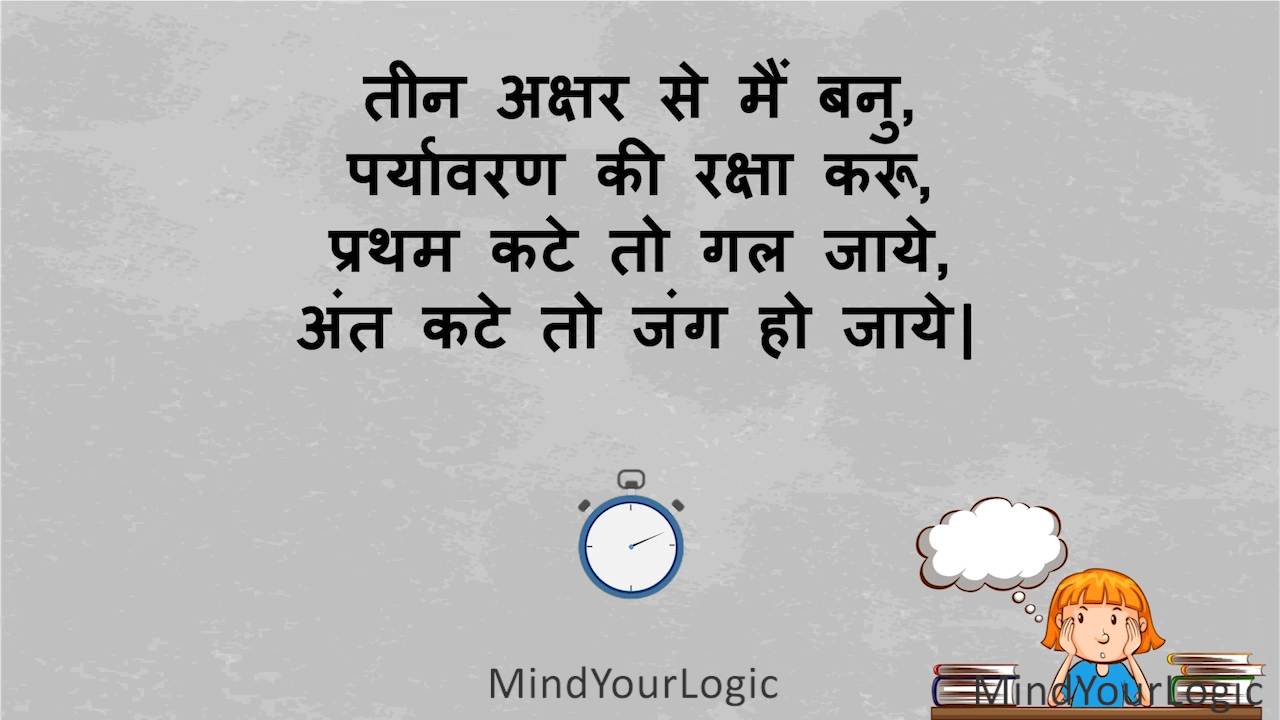 तीन अक्षर से मैं बनु,
पर्यावरण की रक्षा करू,
प्रथम कटे तो गल जाये,
अंत कटे तो जंग हो जाये|
MindYourLogic
MindYourLogic